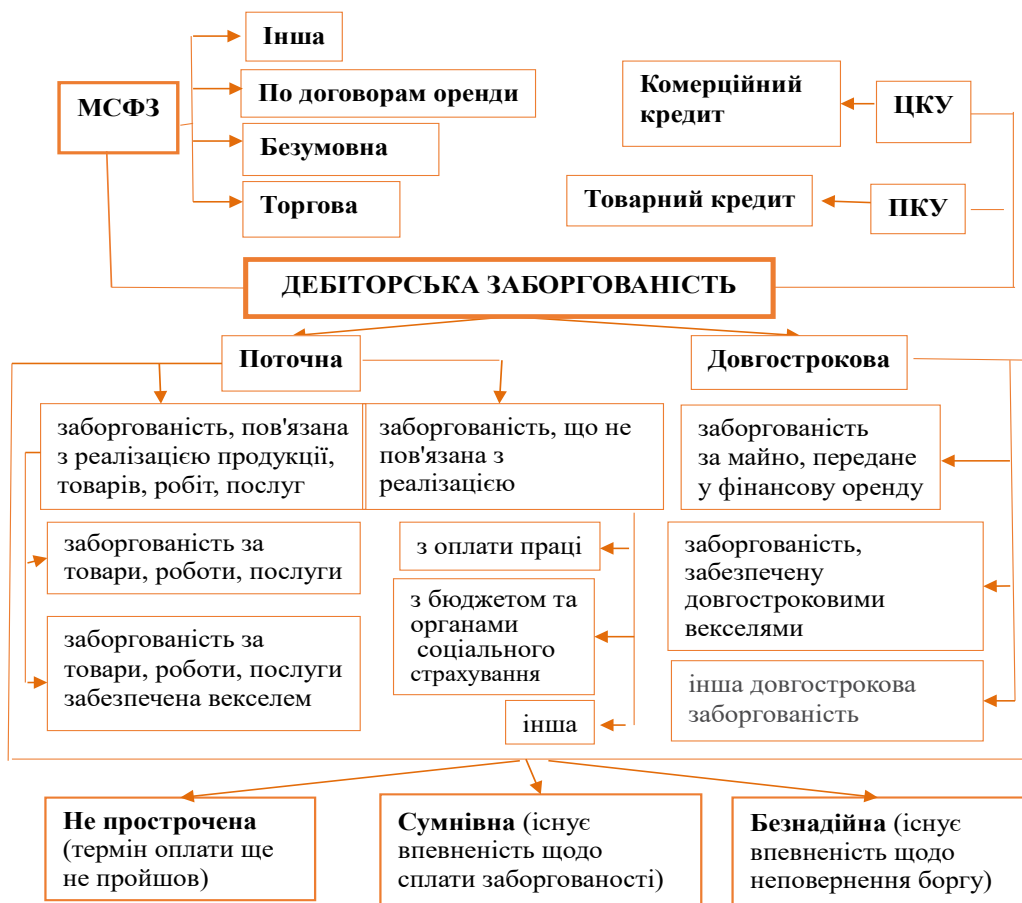 Інша
МСФЗ
По договорам оренди
Безумовна
Торгова
Комерційний
кредит
ЦКУ
Товарний кредит
ПКУ
ДЕБІТОРСЬКА ЗАБОРГОВАНІСТЬ
Поточна
Довгострокова
заборгованість, пов'язана
з реалізацією продукції,
товарів, робіт, послуг
заборгованість, що не
пов'язана з
реалізацією
заборгованість
за майно, передане
у фінансову оренду
заборгованість за
товари, роботи, послуги
з оплати праці
заборгованість,
забезпечену
довгостроковими
векселями
з бюджетом та
органами
соціального
страхування
заборгованість за
товари, роботи, послуги
забезпечена векселем
інша
інша довгострокова
заборгованість
Не прострочена
(термін оплати ще
не пройшов)
Сумнівна (існує
впевненість щодо
сплати заборгованості)
Безнадійна (існує
впевненість щодо
неповернення боргу)